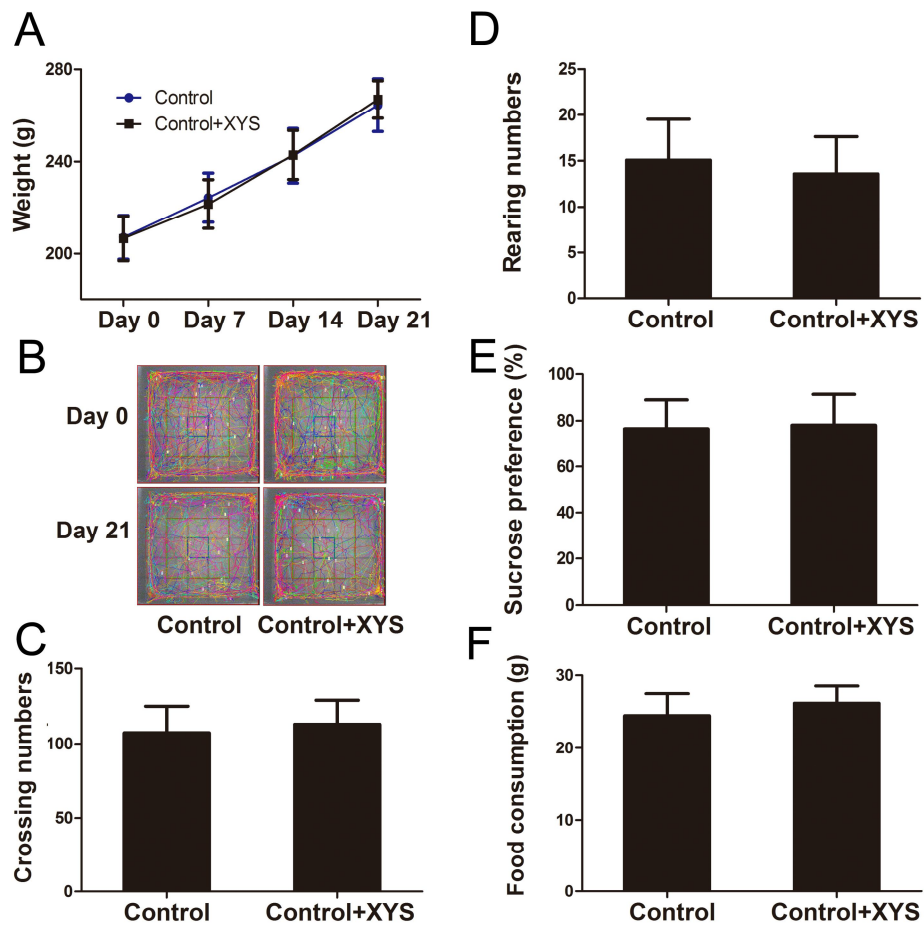 A
280
240
200
Weight (g)
Control
Control+XYS
Day 0 Day 7 Day 14 Day 21
B
Day 0
Day 21
Control Control+XYS
C
150
100
50
0
Crossing numbers
Control Control+XYS
D
25
20
15
10
5
0
Rearing numbers
Control Control+XYS
E
100
80
60
40
20
0
Sucrose preference (%)
Control Control+XYS
F
30
20
10
0
Food consumption (g)
Control Control+XYS